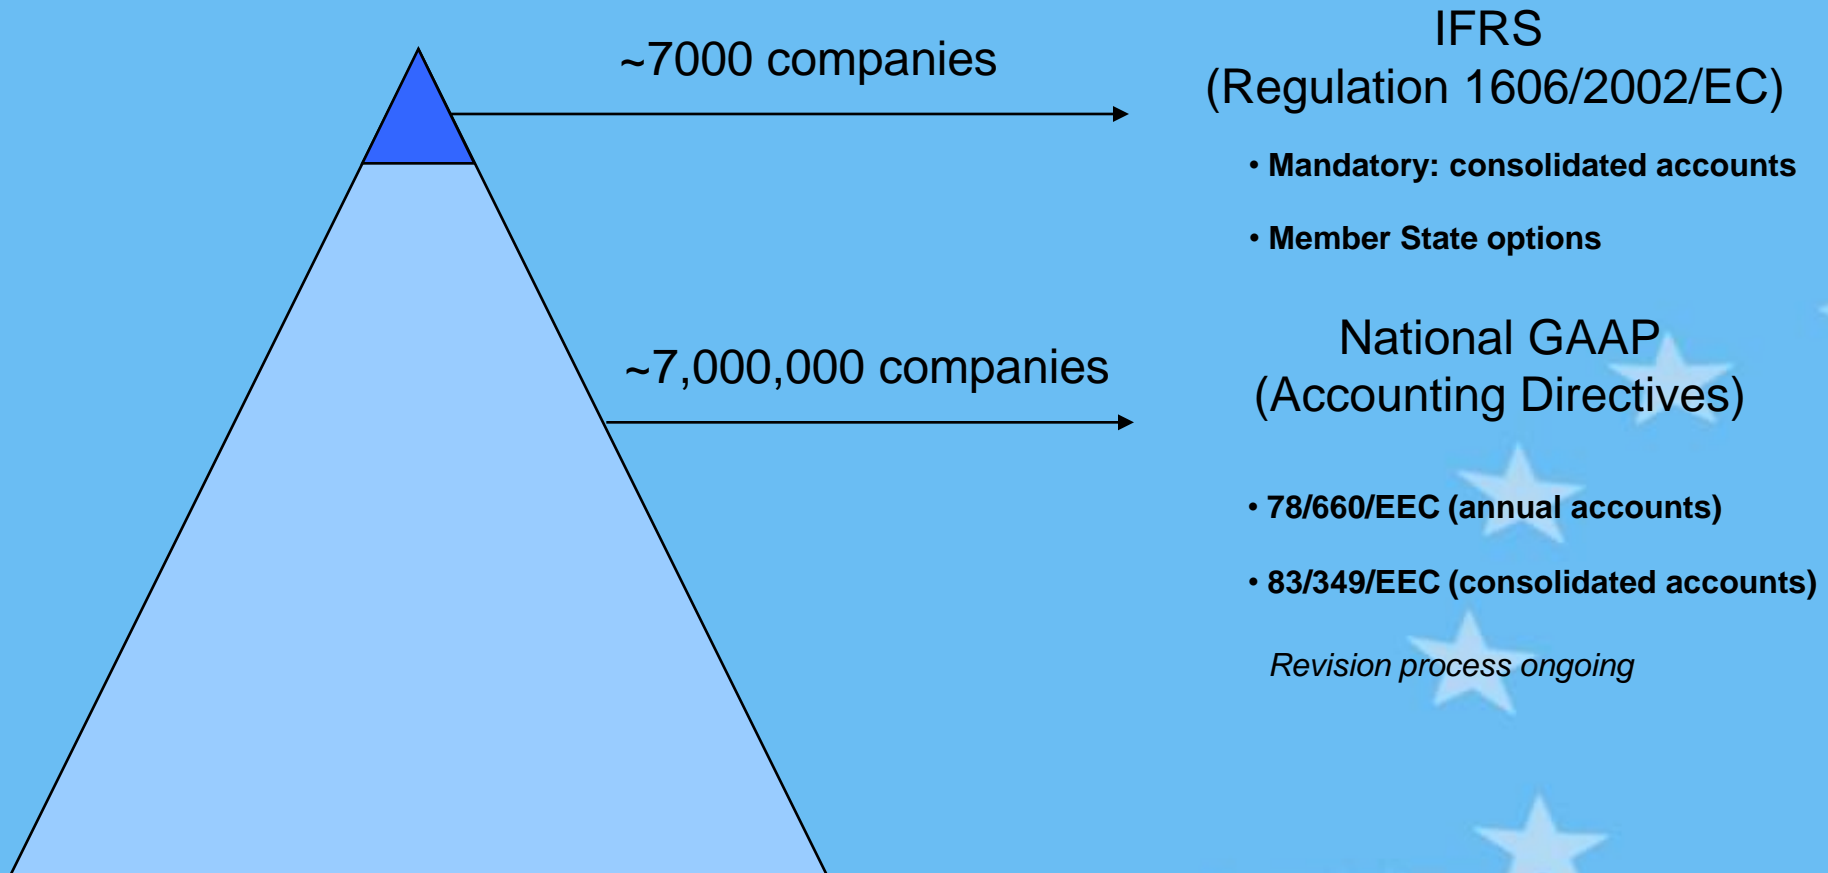 ~7000 companies
IFRS
(Regulation 1606/2002/EC)
• Mandatory: consolidated accounts
• Member State options
~7,000,000 companies
National GAAP
(Accounting Directives)
• 78/660/EEC (annual accounts)
• 83/349/EEC (consolidated accounts)
Revision process ongoing